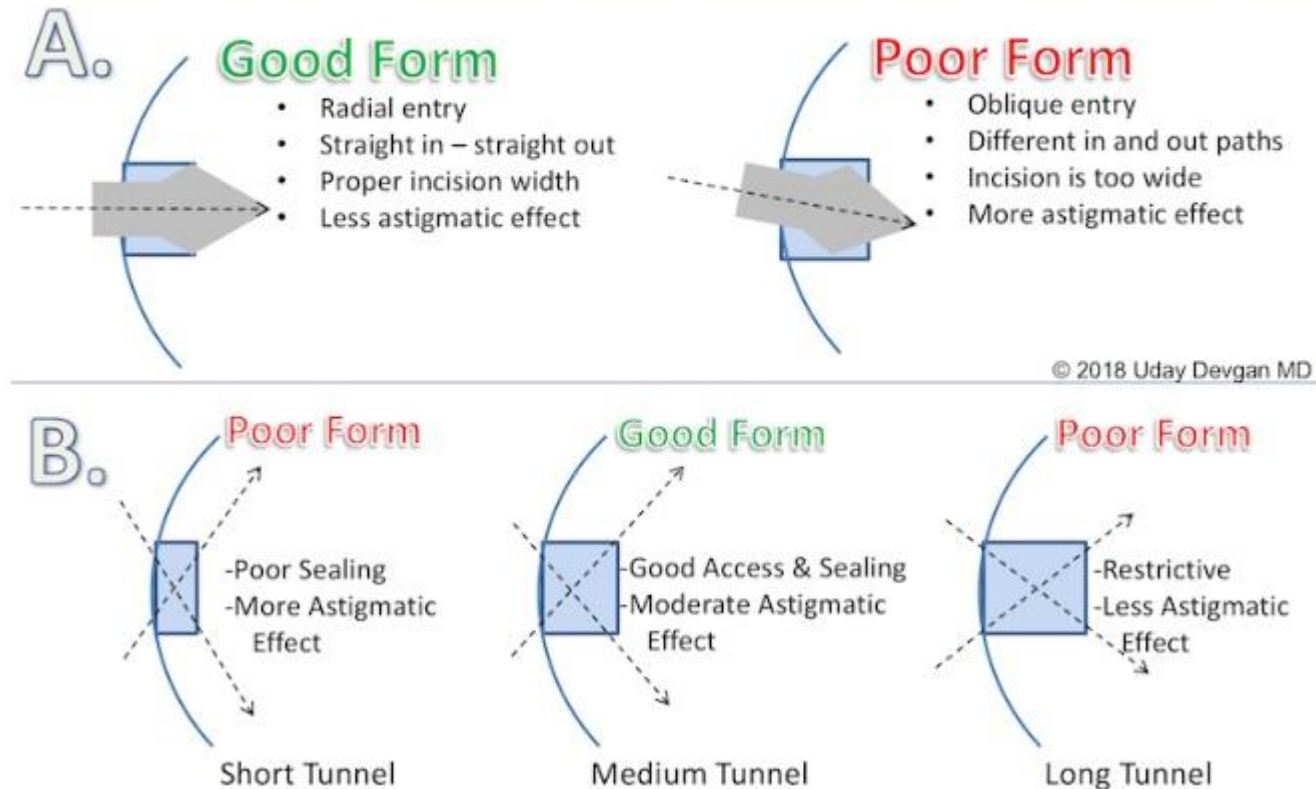 A.
Good Form
• Radial entry
• Straight in – straight out
• Proper incision width
• Less astigmatic effect
Poor Form
• Oblique entry
• Different in and out paths
• Incision is too wide
• More astigmatic effect
© 2018 Uday Devgan MD
B.
Poor Form
-Poor Sealing
-More Astigmatic
Effect
Short Tunnel
Good Form
-Good Access & Sealing
-Moderate Astigmatic
Effect
Medium Tunnel
Poor Form
-Restrictive
-Less Astigmatic
Effect
Long Tunnel